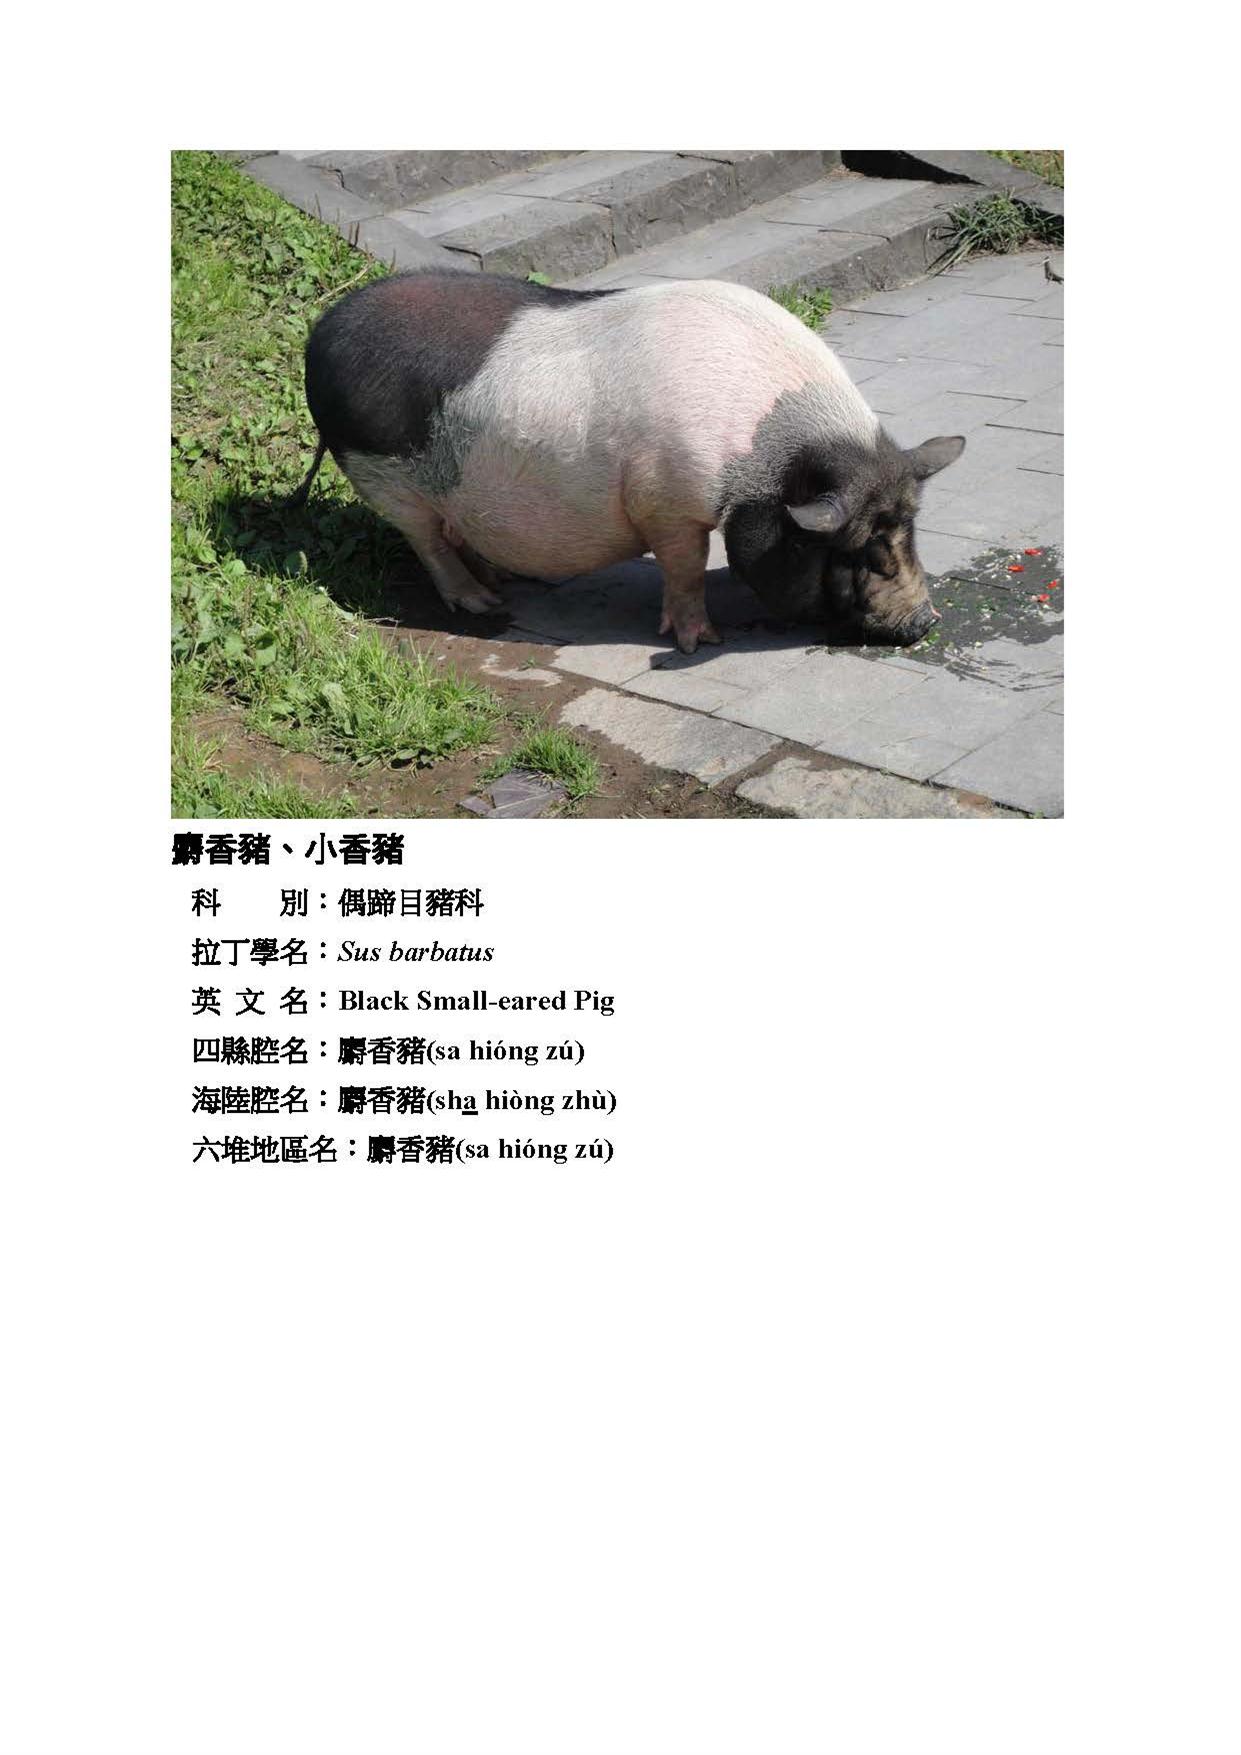 麝香豬、小香豬
科　　別：偶蹄目豬科
拉丁學名：Sus barbatus
英 文 名：Black Small-eared Pig
四縣腔名：麝香豬(sa hióng zú)
海陸腔名：麝香豬(sha hiòng zhù)
六堆地區名：麝香豬(sa hióng zú)